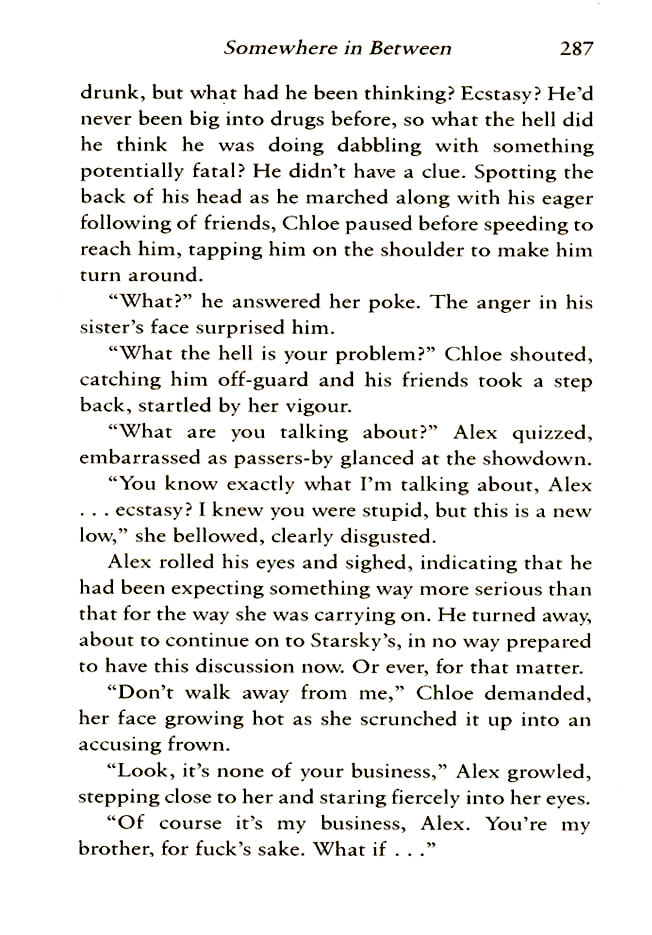 Somewhere in Between 287
drunk, but what had he been thinking? Ecstasy? He’d
never been big into drugs before, so what the hell did
he think he was doing dabbling with something
potentially fatal? He didn’t have a clue. Spotting the
back of his head as he marched along with his eager
following of friends, Chloe paused before speeding to
reach him, tapping him on the shoulder to make him
turn around.
“What?” he answered her poke. The anger in his
sister’s face surprised him.
“What the hell is your problem?” Chloe shouted,
catching him off-guard and his friends took a step
back, startled by her vigour.
“What are you talking about?” Alex quizzed,
embarrassed as passers-by glanced at the showdown.
“You know exactly what I’m talking about, Alex
. . . ecstasy? I knew you were stupid, but this is a new
low,” she bellowed, clearly disgusted.
Alex rolled his eyes and sighed, indicating that he
had been expecting something way more serious than
that for the way she was carrying on. He turned away,
about to continue on to Starsky’s, in no way prepared
to have this discussion now. Or ever, for that matter.
“Don’t walk away from me,” Chloe demanded,
her face growing hot as she scrunched it up into an
accusing frown.
“Look, it’s none of your business,” Alex growled,
stepping close to her and staring fiercely into her eyes.
“Of course it’s my business, Alex. You’re my
brother, for fuck’s sake. What if . . .”